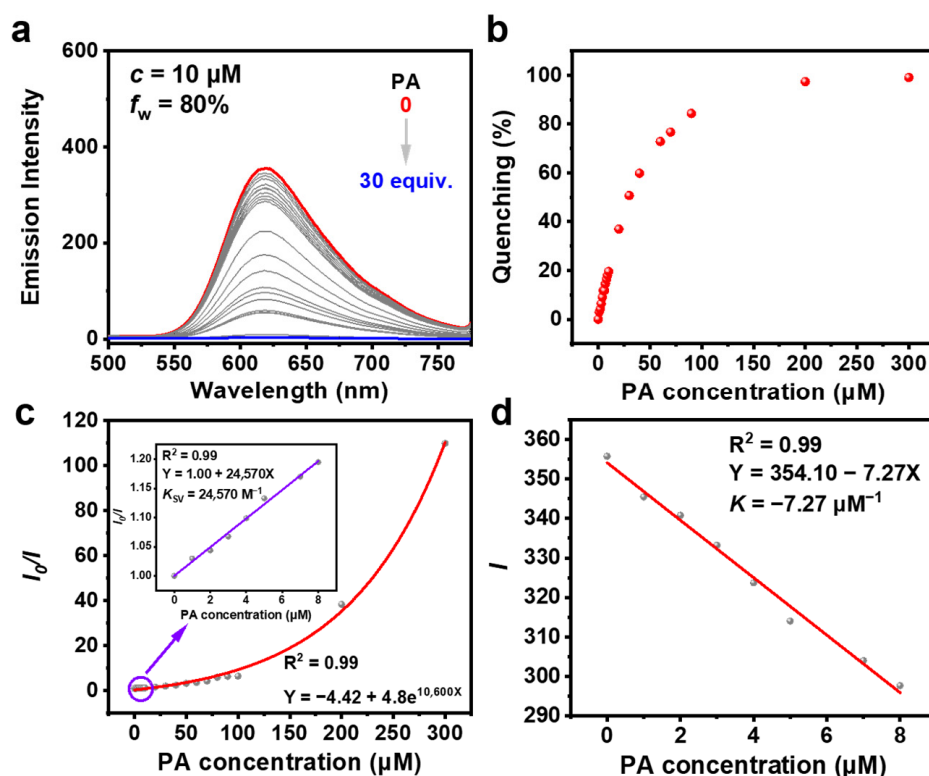 a
600
400
200
0
500
550
600
650
700
750
Emission Intensity
Wavelength (nm)
c = 10 µM
f_w = 80%
PA
0
30 equiv.
b
100
80
60
40
20
0
0
50
100
150
200
250
300
Quenching (%)
PA concentration (µM)
c
120
100
80
60
40
20
0
0
50
100
150
200
250
300
I₀/I
PA concentration (µM)
R² = 0.99
Y = 1.00 + 24,570X
K_SV = 24,570 M⁻¹
1.20
1.15
1.10
1.05
1.00
0
2
4
6
8
I₀/I
PA concentration (µM)
R² = 0.99
Y = −4.42 + 4.8e^10,600X
d
360
350
340
330
320
310
300
290
0
2
4
6
8
I
PA concentration (µM)
R² = 0.99
Y = 354.10 − 7.27X
K = −7.27 µM⁻¹